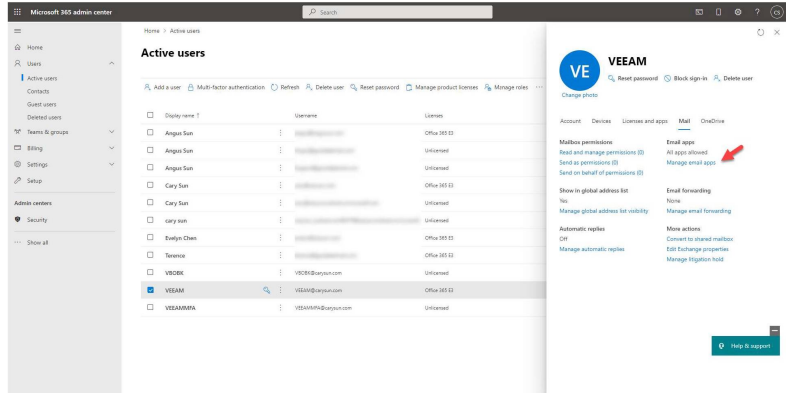 Microsoft 365 admin center
Search
CS
Home > Active users
Home
Users
Active users
Contacts
Guest users
Deleted users
Teams & groups
Billing
Settings
Setup
Admin centers
Security
Show all
Active users
Add a user Multi-factor authentication Refresh Delete user Reset password Manage product licenses Manage roles
Display name ↑ Username Licenses
Angus Sun Office 365 E3
Angus Sun Unlicensed
Angus Sun Unlicensed
Cary Sun Office 365 E3
Cary Sun Unlicensed
cary sun Unlicensed
Evelyn Chen Office 365 E3
Terence Office 365 E3
VBOBK VBOBK@carysun.com Unlicensed
VEEAM VEEAM@carysun.com Office 365 E3
VEEAMMFA VEEAMMFA@carysun.com Unlicensed
VE
Change photo
VEEAM
Reset password Block sign-in Delete user
Account Devices Licenses and apps Mail OneDrive
Mailbox permissions
Read and manage permissions (0)
Send as permissions (0)
Send on behalf of permissions (0)
Email apps
All apps allowed
Manage email apps
Show in global address list
Yes
Manage global address list visibility
Email forwarding
None
Manage email forwarding
Automatic replies
Off
Manage automatic replies
More actions
Convert to shared mailbox
Edit Exchange properties
Manage litigation hold
Help & support